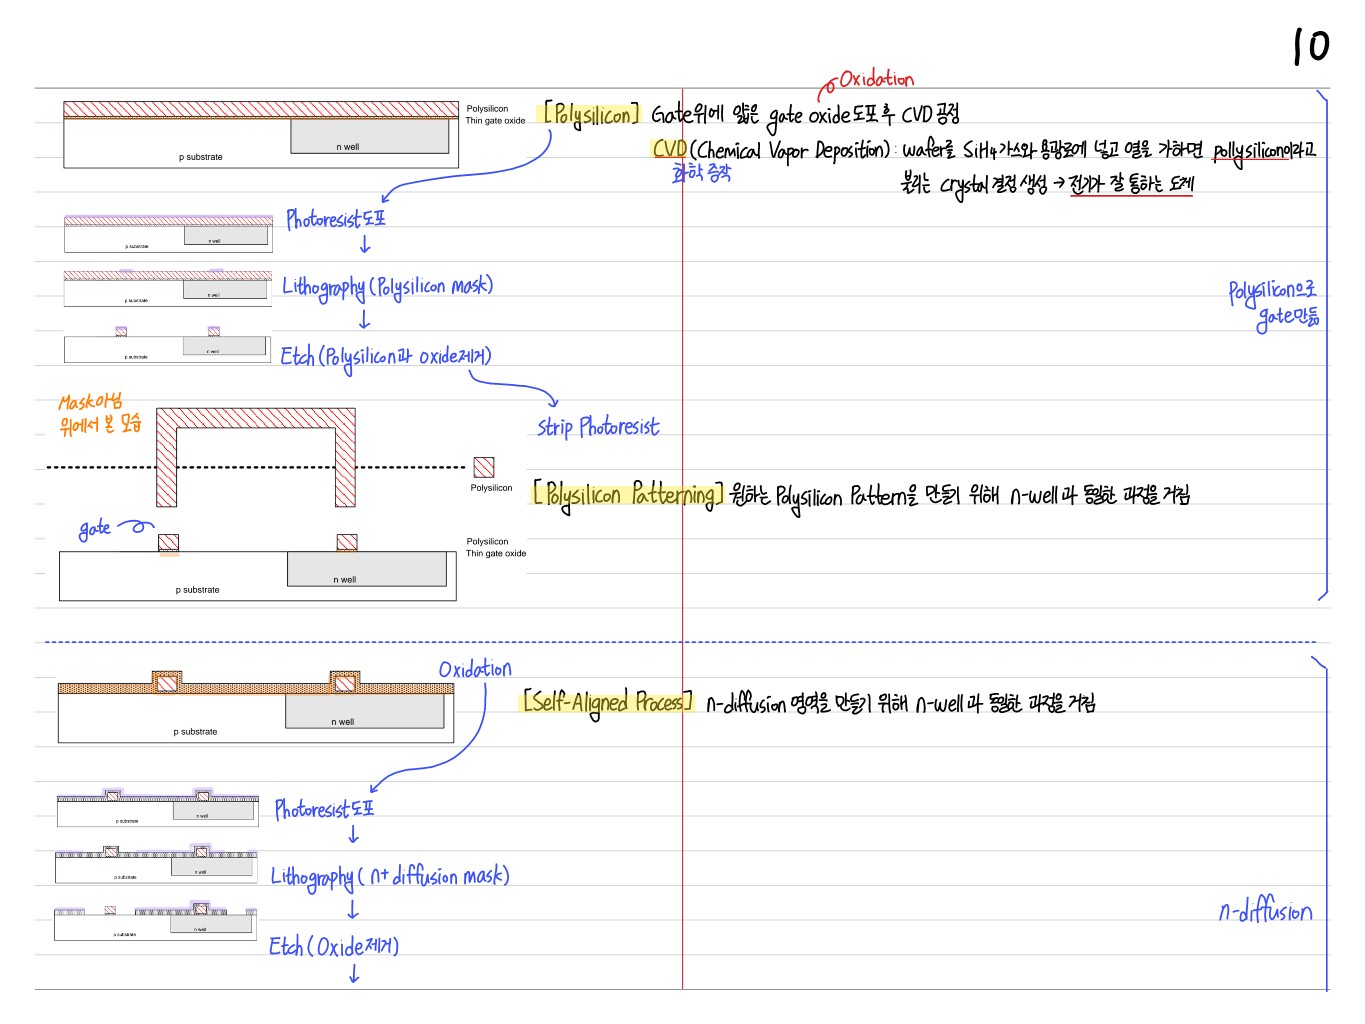 10
Oxidation
Polysilicon
Thin gate oxide
[Polysilicon] Gate위에 얇은 gate oxide도포 후 CVD 공정
n well
p substrate
CVD(Chemical Vapor Deposition) : wafer를 SiH4가스와 용광로에 넣고 열을 가하면 pollysilicon이라고
화학 증착
불리는 crystal 결정 생성 → 전기가 잘 통하는 도체
Photoresist도포
p substrate
n well
Lithography(Polysilicon mask)
p substrate
n well
Polysilicon으로
gate만듦
Etch(Polysilicon과 oxide제거)
p substrate
n well
Mask아님
위에서 본 모습
Strip Photoresist
Polysilicon
[Polysilicon Patterning] 원하는 Polysilicon Pattern을 만들기 위해 n-well과 동일한 과정을 거침
gate
Polysilicon
Thin gate oxide
n well
p substrate
Oxidation
[Self-Aligned Process] n-diffusion 영역을 만들기 위해 n-well과 동일한 과정을 거침
n well
p substrate
Photoresist도포
p substrate
n well
Lithography(n+ diffusion mask)
p substrate
n well
n-diffusion
Etch(Oxide제거)
p substrate
n well